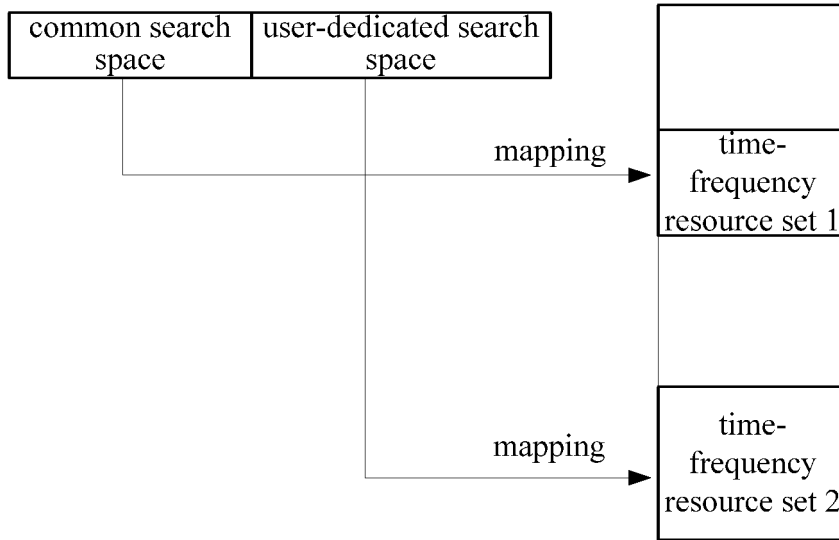 common search
space
user-dedicated search
space
mapping
time-
frequency
resource set 1
mapping
time-
frequency
resource set 2